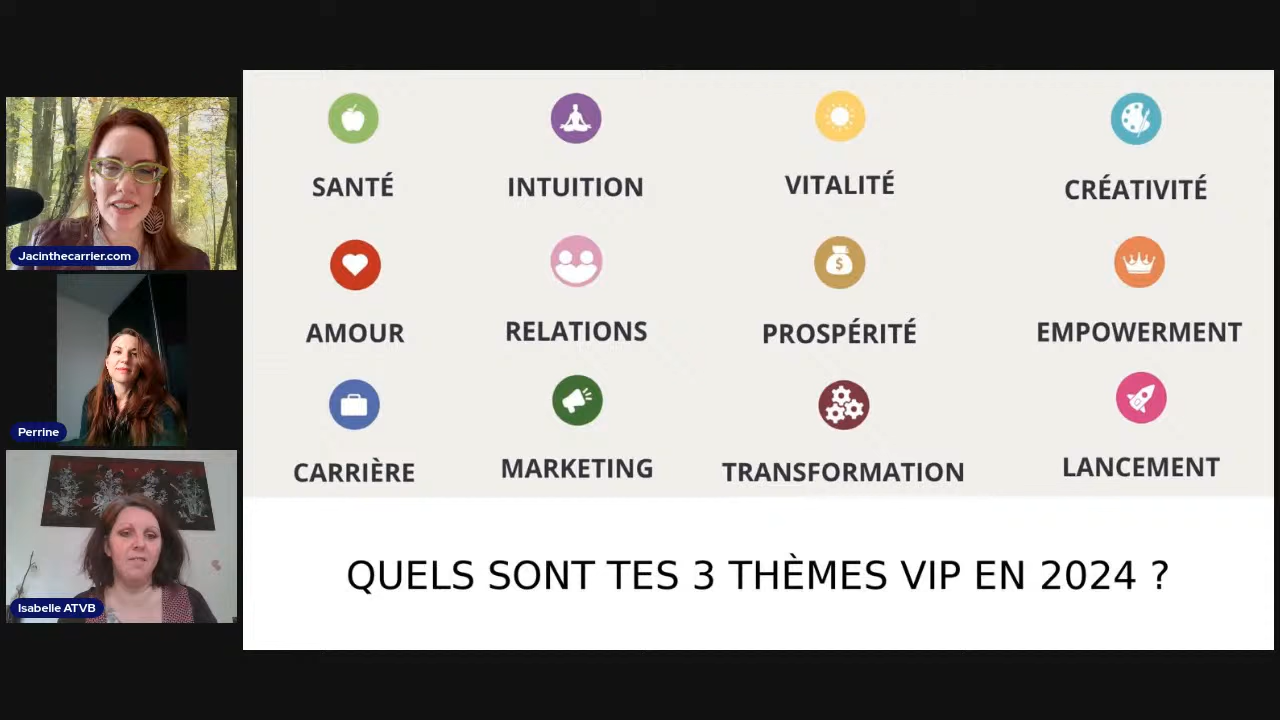 Jacinthecarrier.com
Perrine
Isabelle ATVB
SANTÉ INTUITION VITALITÉ CRÉATIVITÉ
AMOUR RELATIONS PROSPÉRITÉ EMPOWERMENT
CARRIÈRE MARKETING TRANSFORMATION LANCEMENT
QUELS SONT TES 3 THÈMES VIP EN 2024 ?